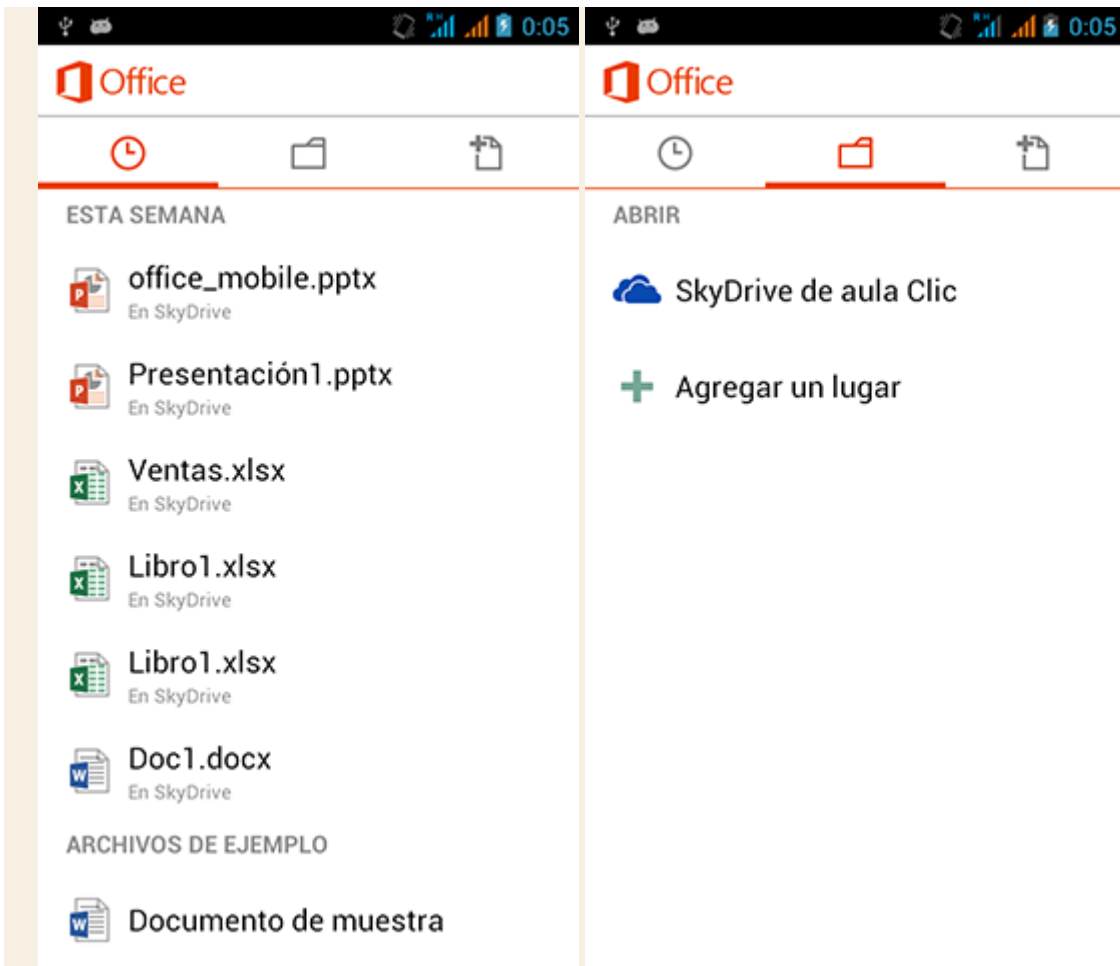 0:05
Office
ESTA SEMANA
office_mobile.pptx
En SkyDrive
Presentación1.pptx
En SkyDrive
Ventas.xlsx
En SkyDrive
Libro1.xlsx
En SkyDrive
Libro1.xlsx
En SkyDrive
Doc1.docx
En SkyDrive
ARCHIVOS DE EJEMPLO
Documento de muestra
0:05
Office
ABRIR
SkyDrive de aula Clic
Agregar un lugar